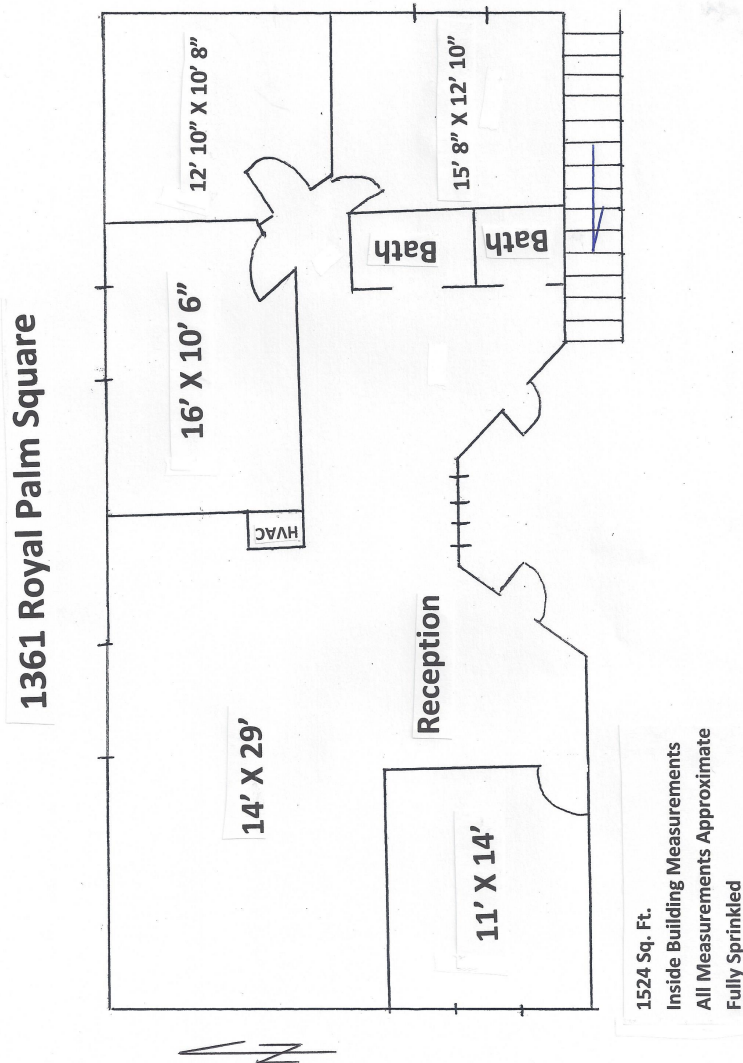 1361 Royal Palm Square
12' 10" X 10' 8"
15' 8" X 12' 10"
16' X 10' 6"
Bath
Bath
HVAC
14' X 29'
Reception
11' X 14'
N
1524 Sq. Ft.
Inside Building Measurements
All Measurements Approximate
Fully Sprinkled